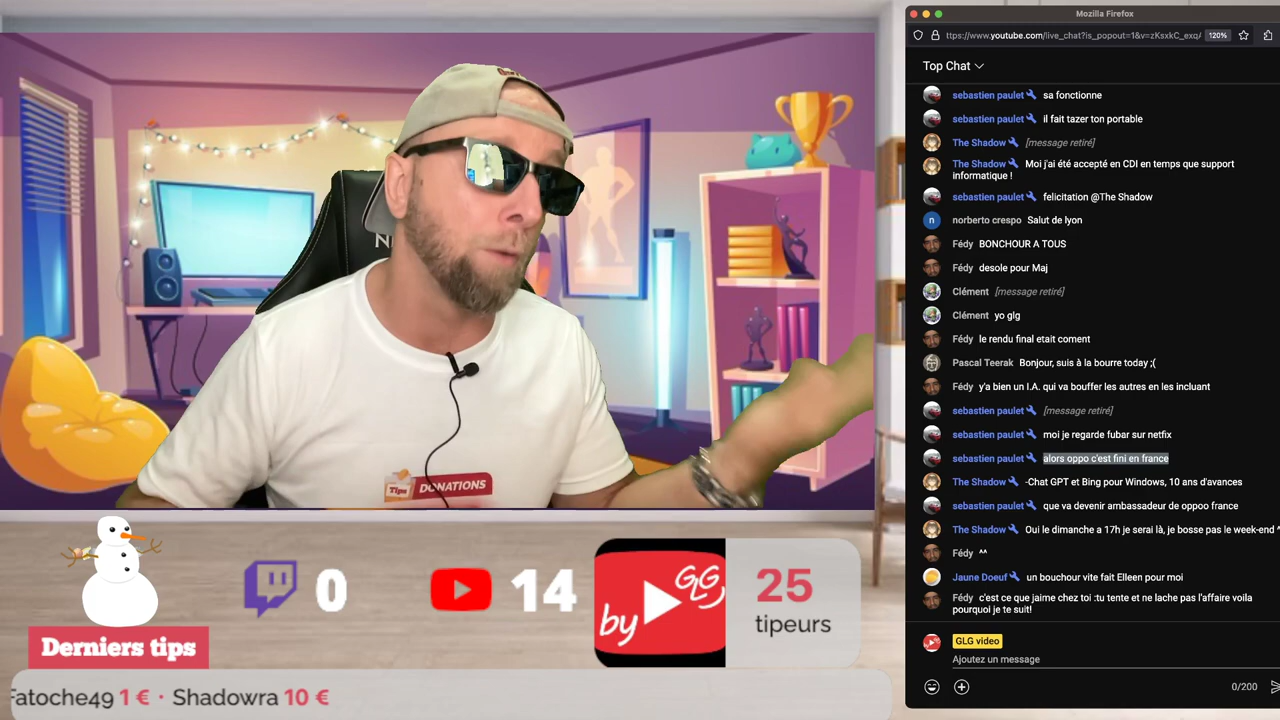 Mozilla Firefox
ttps://www.youtube.com/live_chat?is_popout=1&v=zKsxkC_exq/
120%
Top Chat
sebastien paulet sa fonctionne
sebastien paulet il fait tazer ton portable
The Shadow [message retiré]
The Shadow Moi j'ai été accepté en CDI en temps que support
informatique !
sebastien paulet felicitation @The Shadow
n norberto crespo Salut de lyon
Fédy BONCHOUR A TOUS
Fédy desole pour Maj
Clément [message retiré]
Clément yo glg
Fédy le rendu final etait coment
Pascal Teerak Bonjour, suis à la bourre today ;(
Fédy y'a bien un I.A. qui va bouffer les autres en les incluant
sebastien paulet [message retiré]
sebastien paulet moi je regarde fubar sur netfix
sebastien paulet alors oppo c'est fini en france
The Shadow -Chat GPT et Bing pour Windows, 10 ans d'avances
sebastien paulet que va devenir ambassadeur de oppoo france
The Shadow Oui le dimanche a 17h je serai là, je bosse pas le week-end ^
Fédy ^^
Jaune Doeuf un bouchour vite fait Elleen pour moi
Fédy c'est ce que jaime chez toi :tu tente et ne lache pas l'affaire voila
pourquoi je te suit!
GLG video
Ajoutez un message
0/200
N
Tips DONATIONS
0
14
by GLG
25
tipeurs
Derniers tips
Fatoche49 1 € · Shadowra 10 €